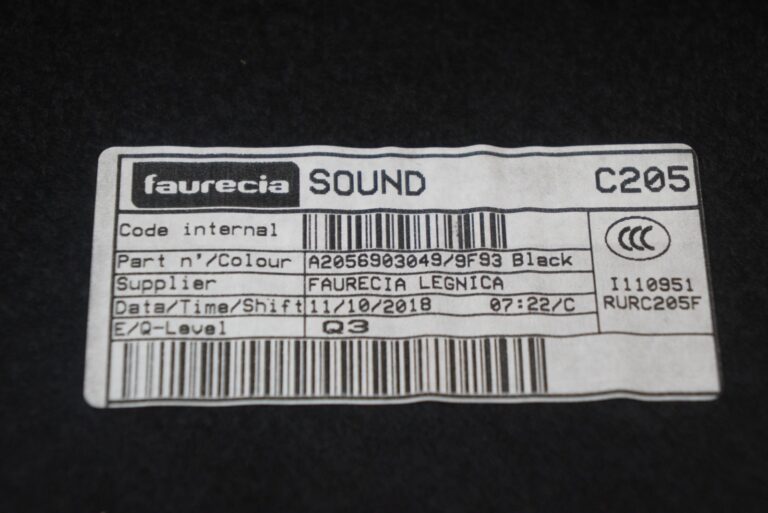 faurecia SOUND C205
Code internal
Part n'/Colour A2056903049/9F93 Black
Supplier FAURECIA LEGNICA
Data/Time/Shift 11/10/2018 07:22/C
E/Q-Level Q3
CCC
I110951
RURC205F